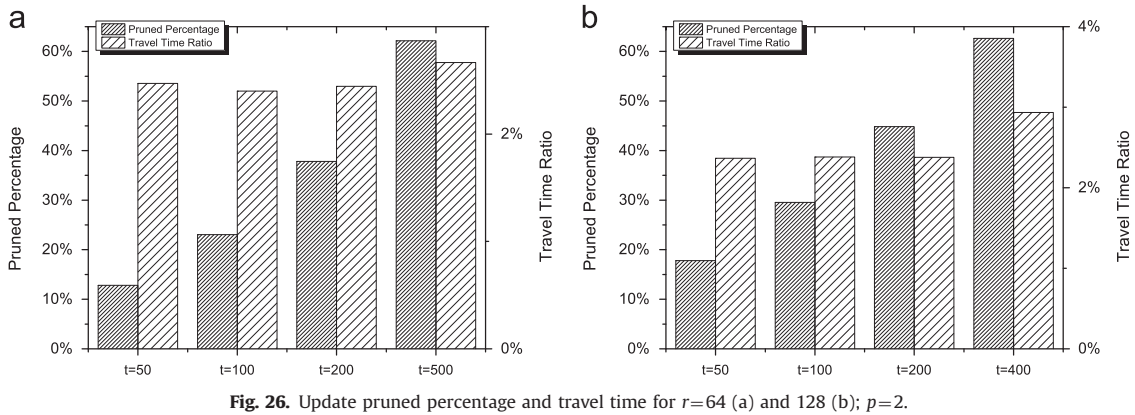 a
Pruned Percentage
Travel Time Ratio
60%
50%
40%
30%
20%
10%
0%
Pruned Percentage
2%
0%
Travel Time Ratio
t=50
t=100
t=200
t=500
b
Pruned Percentage
Travel Time Ratio
60%
50%
40%
30%
20%
10%
0%
Pruned Percentage
4%
2%
0%
Travel Time Ratio
t=50
t=100
t=200
t=400
Fig. 26. Update pruned percentage and travel time for r=64 (a) and 128 (b); p=2.